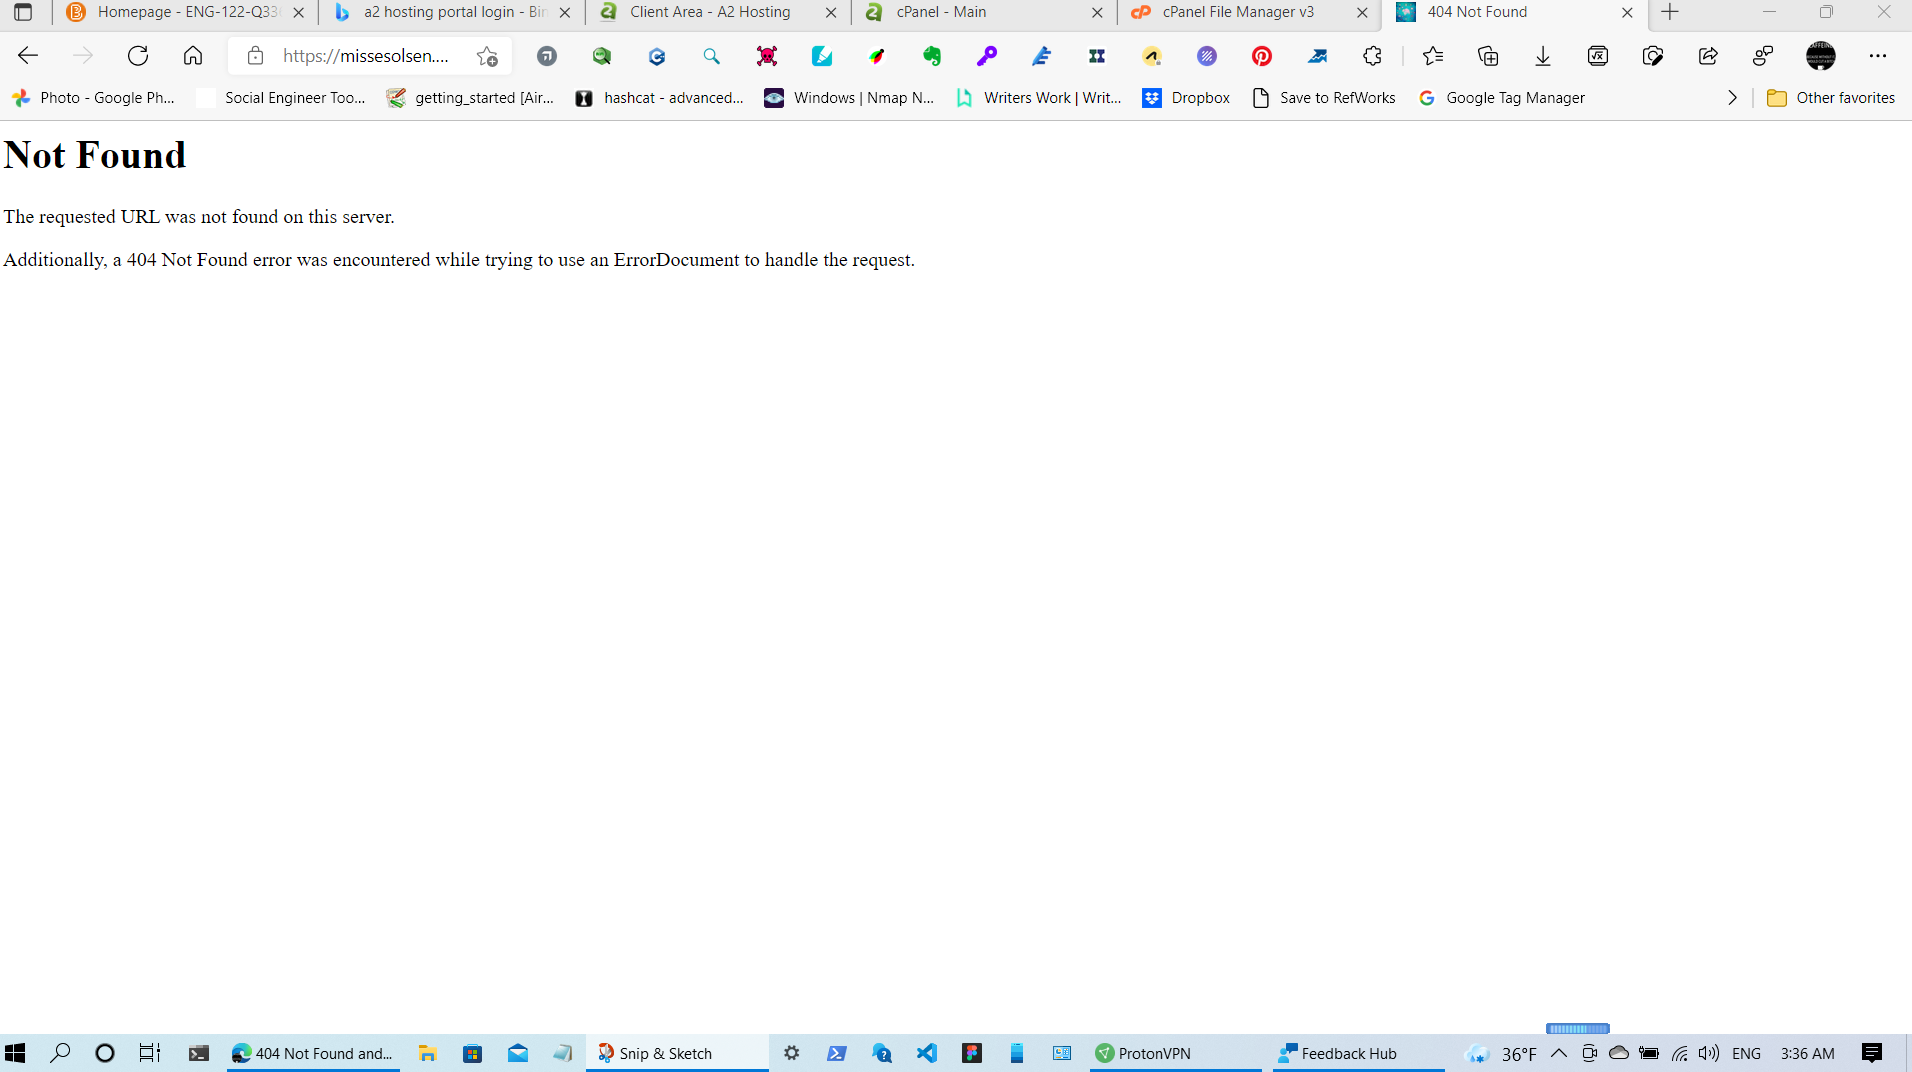 Homepage - ENG-122-Q33
a2 hosting portal login - Bin
Client Area - A2 Hosting
cPanel - Main
cPanel File Manager v3
404 Not Found
https://missesolsen....
Photo - Google Ph...
Social Engineer Too...
getting_started [Air...
hashcat - advanced...
Windows | Nmap N...
Writers Work | Writ...
Dropbox
Save to RefWorks
Google Tag Manager
Other favorites
Not Found
The requested URL was not found on this server.
Additionally, a 404 Not Found error was encountered while trying to use an ErrorDocument to handle the request.
404 Not Found and...
Snip & Sketch
ProtonVPN
Feedback Hub
36°F
ENG
3:36 AM